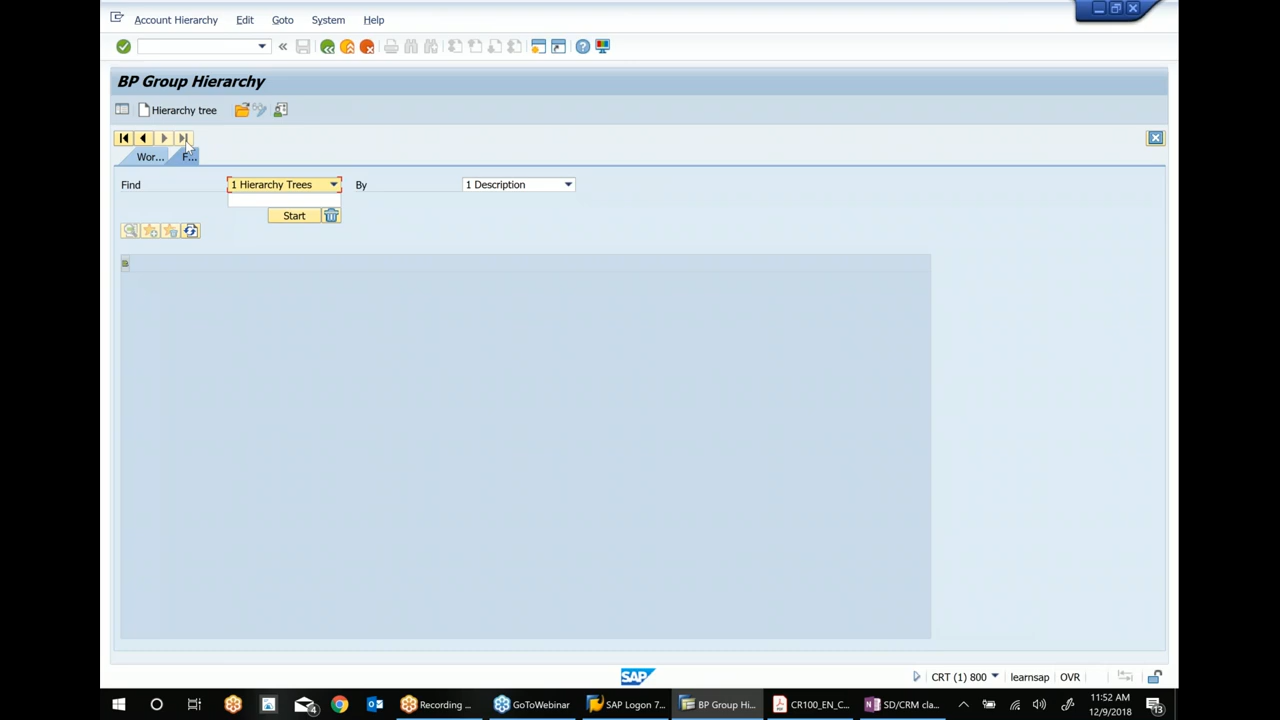 Account Hierarchy Edit Goto System Help
BP Group Hierarchy
Hierarchy tree
Wor... F...
Find 1 Hierarchy Trees By 1 Description
Start
SAP CRT (1) 800 learnsap OVR
4 Recording ... GoToWebinar SAP Logon 7... BP Group Hi... CR100_EN_C... SD/CRM cla... 11:52 AM
12/9/2018 13